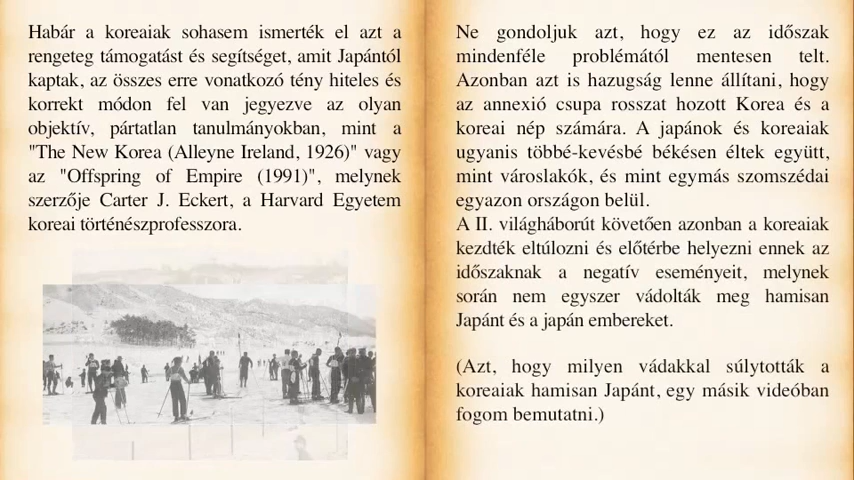 Habár a koreaiak sohasem ismerték el azt a
rengeteg támogatást és segítséget, amit Japántól
kaptak, az összes erre vonatkozó tény hiteles és
korrekt módon fel van jegyezve az olyan
objektív, pártatlan tanulmányokban, mint a
"The New Korea (Alleyne Ireland, 1926)" vagy
az "Offspring of Empire (1991)", melynek
szerzője Carter J. Eckert, a Harvard Egyetem
koreai történészprofesszora.
Ne gondoljuk azt, hogy ez az időszak
mindenféle problémától mentesen telt.
Azonban azt is hazugság lenne állítani, hogy
az annexió csupa rosszat hozott Korea és a
koreai nép számára. A japánok és koreaiak
ugyanis többé-kevésbé békésen éltek együtt,
mint városlakók, és mint egymás szomszédai
egyazon országon belül.
A II. világháborút követően azonban a koreaiak
kezdték eltúlozni és előtérbe helyezni ennek az
időszaknak a negatív eseményeit, melynek
során nem egyszer vádolták meg hamisan
Japánt és a japán embereket.
(Azt, hogy milyen vádakkal súlytották a
koreaiak hamisan Japánt, egy másik videóban
fogom bemutatni.)